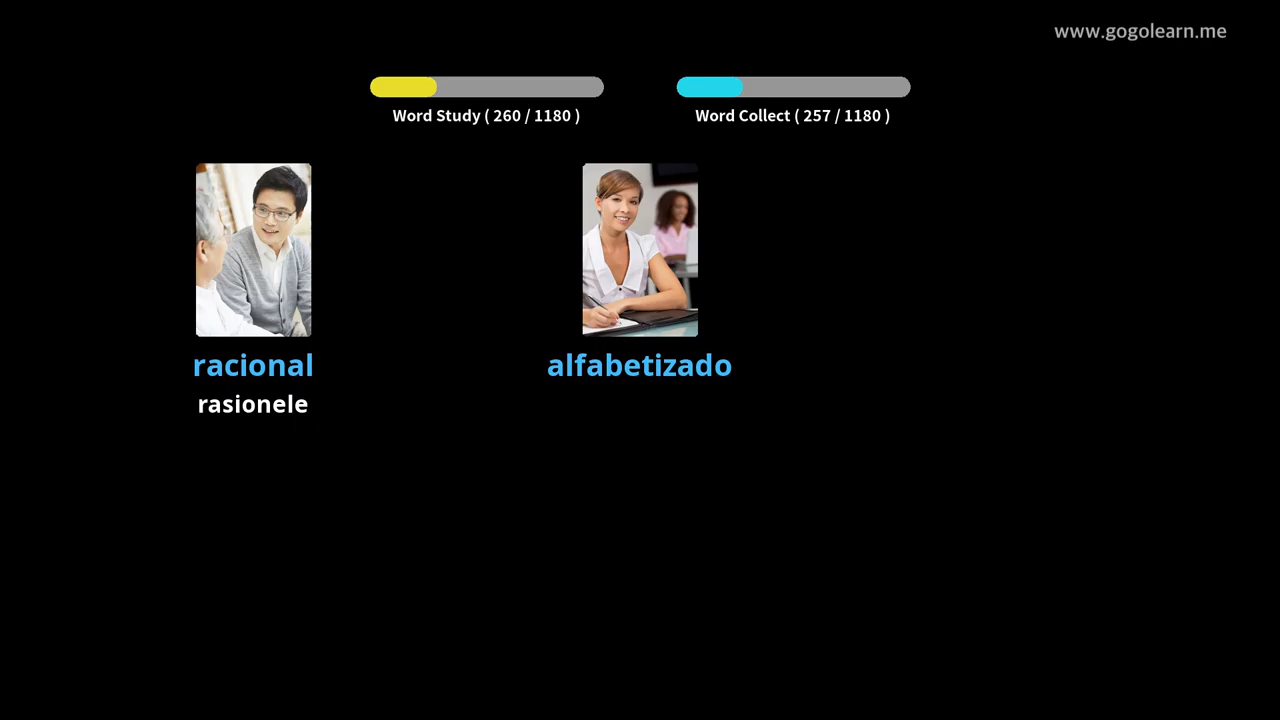 www.gogolearn.me
Word Study ( 260 / 1180 )
Word Collect ( 257 / 1180 )
racional
alfabetizado
rasionele